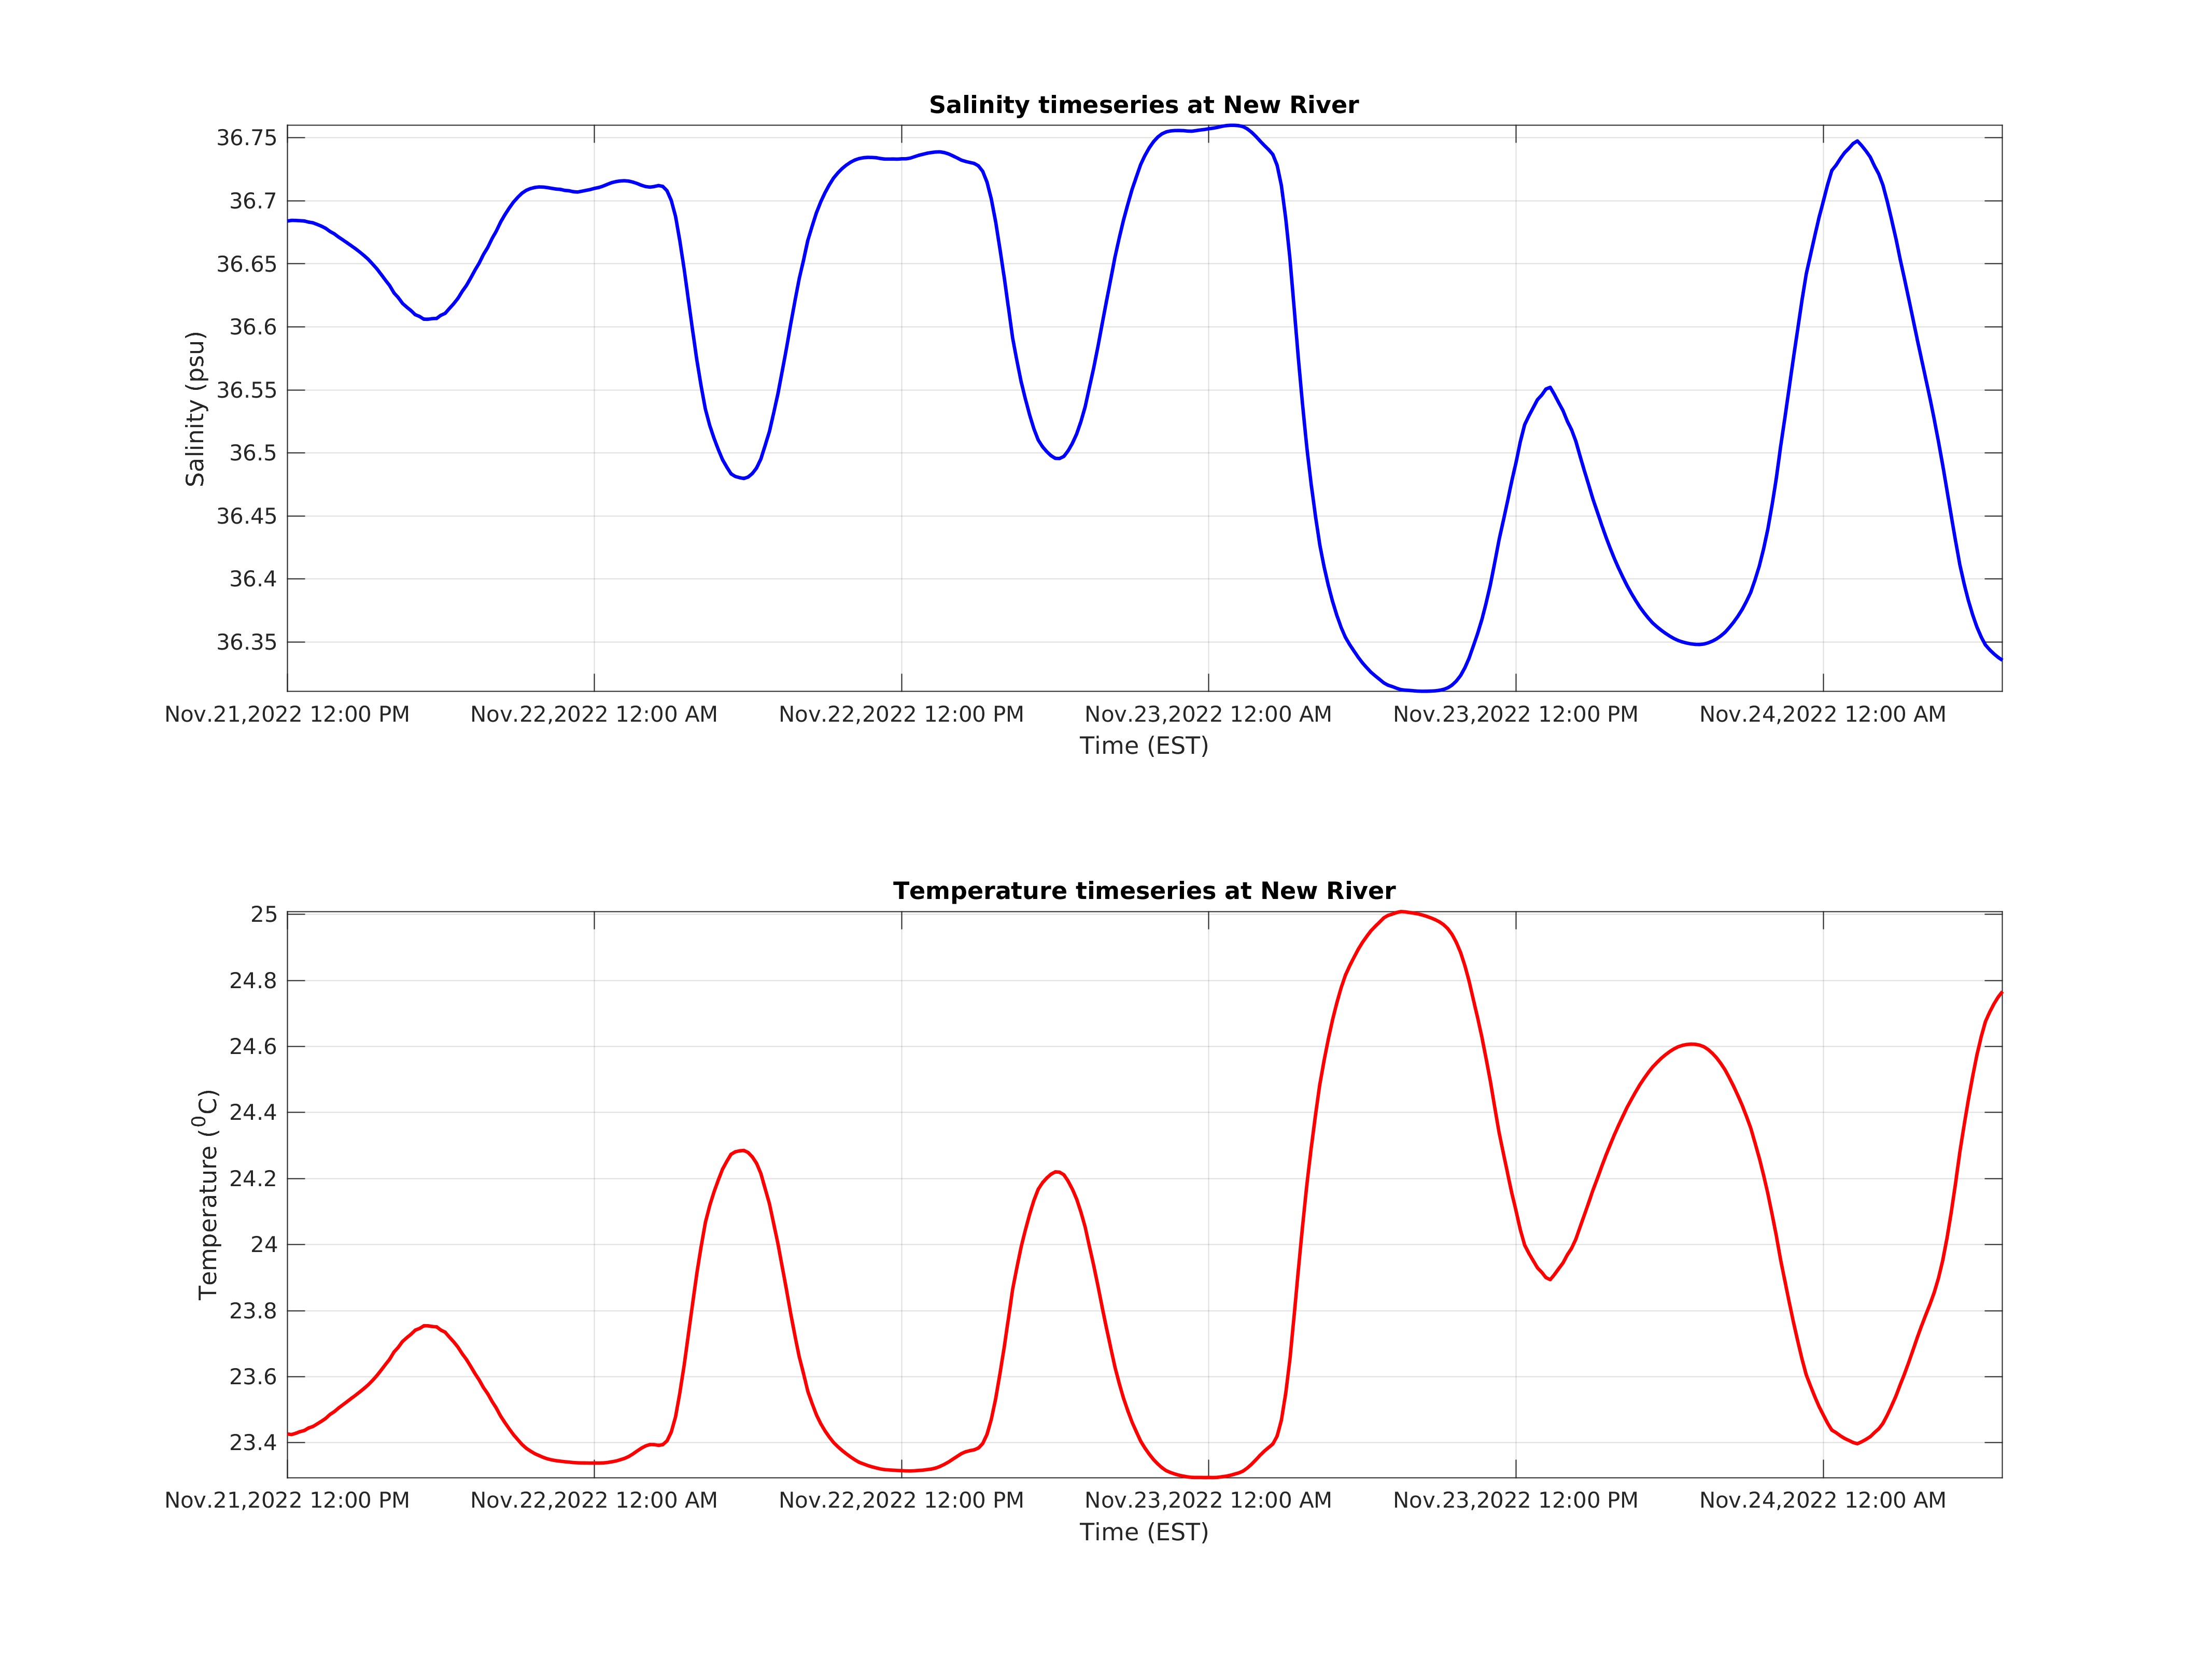 Salinity timeseries at New River
Salinity (psu)
36.75
36.7
36.65
36.6
36.55
36.5
36.45
36.4
36.35
Nov.21,2022 12:00 PM Nov.22,2022 12:00 AM Nov.22,2022 12:00 PM Nov.23,2022 12:00 AM Nov.23,2022 12:00 PM Nov.24,2022 12:00 AM
Time (EST)
Temperature timeseries at New River
Temperature (⁰C)
25
24.8
24.6
24.4
24.2
24
23.8
23.6
23.4
Nov.21,2022 12:00 PM Nov.22,2022 12:00 AM Nov.22,2022 12:00 PM Nov.23,2022 12:00 AM Nov.23,2022 12:00 PM Nov.24,2022 12:00 AM
Time (EST)